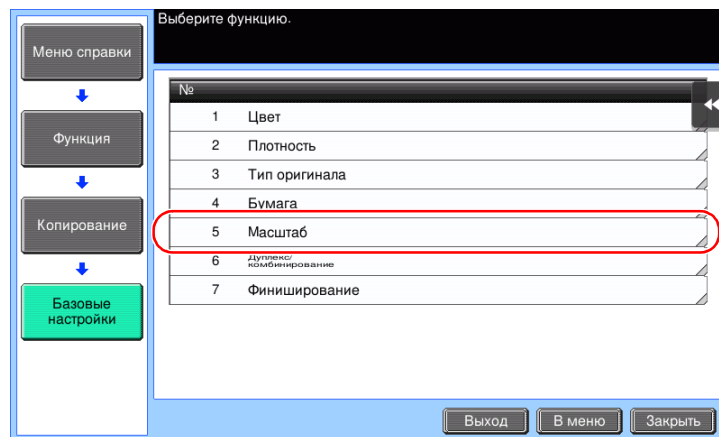 Выберите функцию.
Меню справки
Функция
Копирование
Базовые
настройки
№
1 Цвет
2 Плотность
3 Тип оригинала
4 Бумага
5 Масштаб
6 Дуплекс/
комбинирование
7 Финиширование
Выход В меню Закрыть